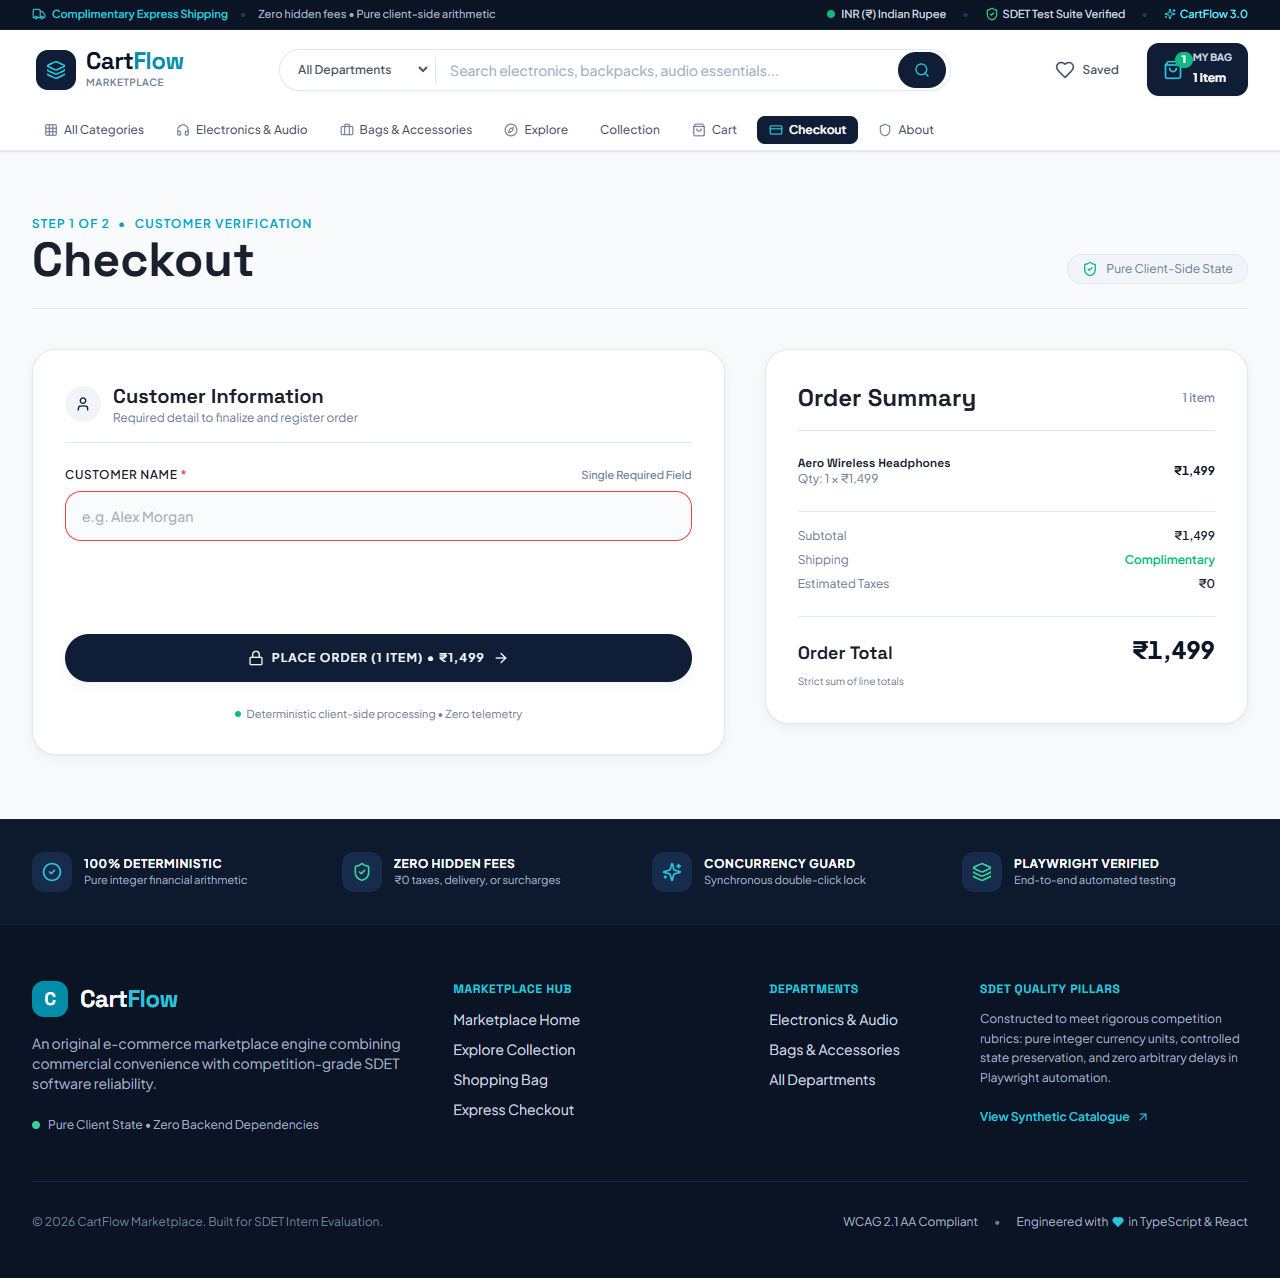 Complimentary Express Shipping • Zero hidden fees • Pure client-side arithmetic
INR (₹) Indian Rupee • SDET Test Suite Verified • CartFlow 3.0
CartFlow
MARKETPLACE
All Departments
Search electronics, backpacks, audio essentials...
Saved
1
MY BAG
1 Item
All Categories
Electronics & Audio
Bags & Accessories
Explore
Collection
Cart
Checkout
About
STEP 1 OF 2 • CUSTOMER VERIFICATION
Checkout
Pure Client-Side State
Customer Information
Required detail to finalize and register order
CUSTOMER NAME *
Single Required Field
e.g. Alex Morgan
PLACE ORDER (1 ITEM) • ₹1,499
Deterministic client-side processing • Zero telemetry
Order Summary
1 item
Aero Wireless Headphones
Qty: 1 × ₹1,499
₹1,499
Subtotal
₹1,499
Shipping
Complimentary
Estimated Taxes
₹0
Order Total
₹1,499
Strict sum of line totals
100% DETERMINISTIC
Pure integer financial arithmetic
ZERO HIDDEN FEES
₹0 taxes, delivery, or surcharges
CONCURRENCY GUARD
Synchronous double-click lock
PLAYWRIGHT VERIFIED
End-to-end automated testing
C
CartFlow
An original e-commerce marketplace engine combining
commercial convenience with competition-grade SDET
software reliability.
Pure Client State • Zero Backend Dependencies
MARKETPLACE HUB
Marketplace Home
Explore Collection
Shopping Bag
Express Checkout
DEPARTMENTS
Electronics & Audio
Bags & Accessories
All Departments
SDET QUALITY PILLARS
Constructed to meet rigorous competition
rubrics: pure integer currency units, controlled
state preservation, and zero arbitrary delays in
Playwright automation.
View Synthetic Catalogue
© 2026 CartFlow Marketplace. Built for SDET Intern Evaluation.
WCAG 2.1 AA Compliant • Engineered with in TypeScript & React